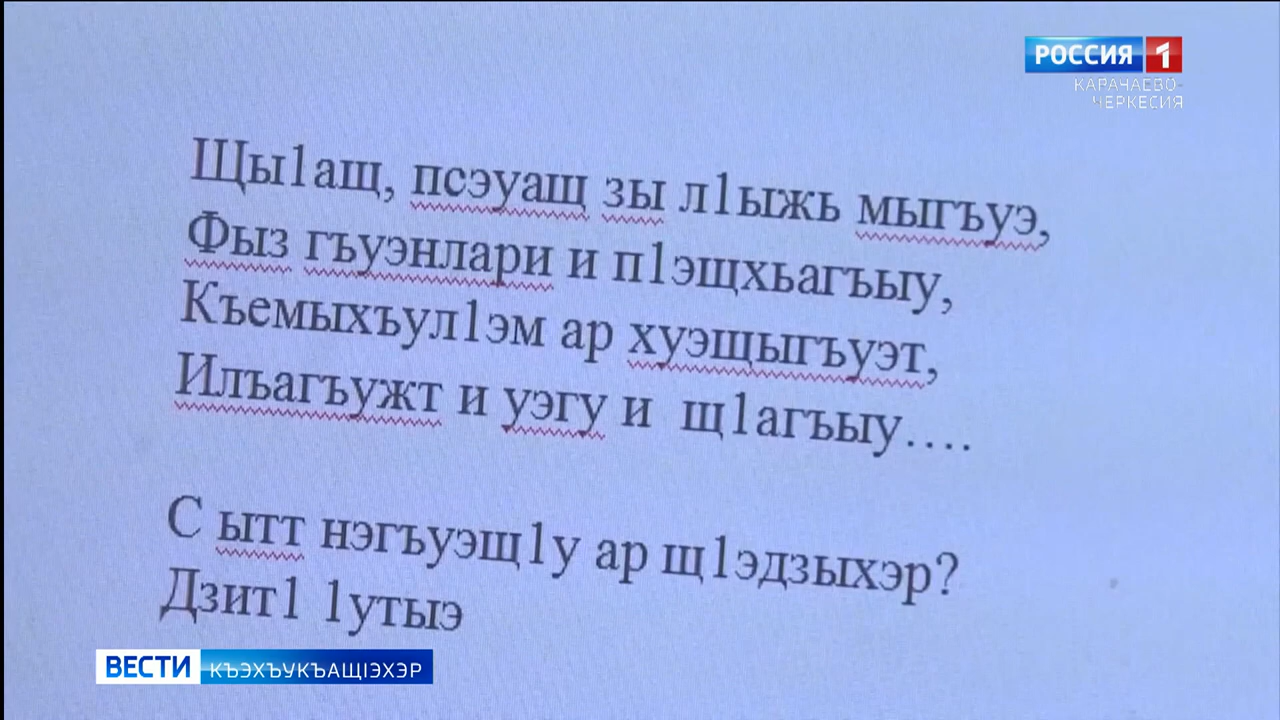 РОССИЯ 1
КАРАЧАЕВО-
ЧЕРКЕСИЯ
Щы1ащ, псэуащ зы л1ыжь мыгъуэ,
Фыз гъуэнлари и п1эщхьагъыу,
Къемыхъул1эм ар хуэщыгъуэт,
Илъагъужт и уэгу и щ1агъыу....
С ытт нэгъуэщ1у ар щ1эдзыхэр?
Дзит1 1утыэ
ВЕСТИ КЪЭХЪУКЪАЩІЭХЭР